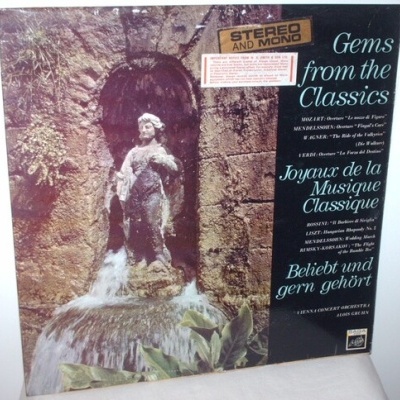 STEREO
AND MONO
Gems
from the
Classics
MOZART: Overture "Le nozze di Figaro"
MENDELSSOHN: Overture "Fingal's Cave"
WAGNER: "The Ride of the Valkyries"
(Die Walkure)
VERDI: Overture "La Forza del Destino"
Joyaux de la
Musique
Classique
ROSSINI: "Il Barbiere di Siviglia"
LISZT: Hungarian Rhapsody No. 2
MENDELSSOHN: Wedding March
RIMSKY-KORSAKOV: "The Flight
of the Bumble Bee"
Beliebt und
gern gehört
VIENNA CONCERT ORCHESTRA